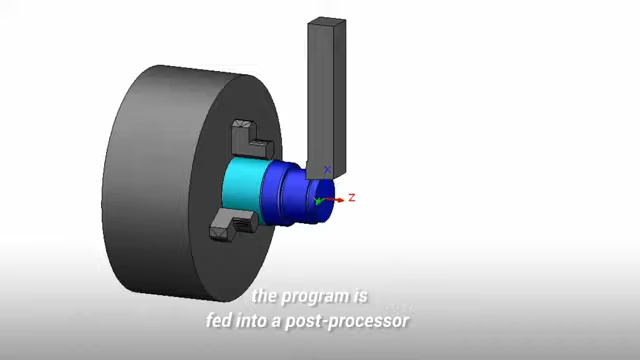 X
Z
the program is
fed into a post-processor